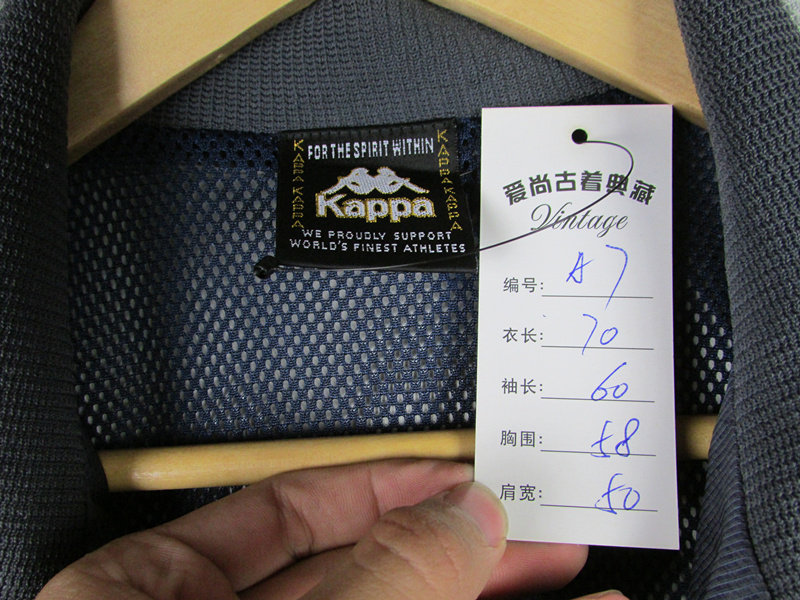 FOR THE SPIRIT WITHIN
KAPPA KAPPA
KAPPA KAPPA
Kappa
WE PROUDLY SUPPORT
WORLD'S FINEST ATHLETES
爱尚古着典藏
Vintage
编号: A7
衣长: 70
袖长: 60
胸围: 58
肩宽: 50